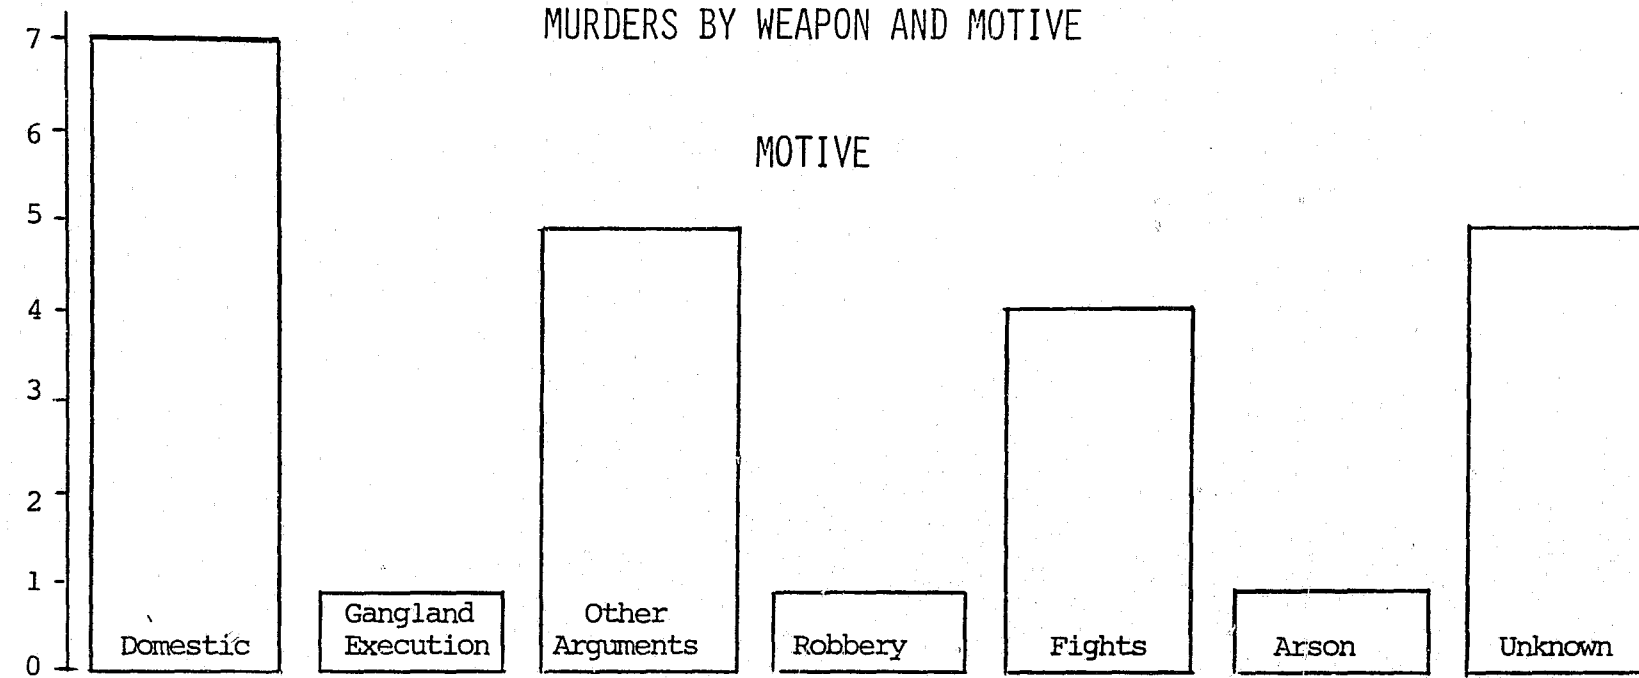 MURDERS BY WEAPON AND MOTIVE
MOTIVE
7
6
5
4
3
2
1
0
Domestic
Gangland
Execution
Other
Arguments
Robbery
Fights
Arson
Unknown